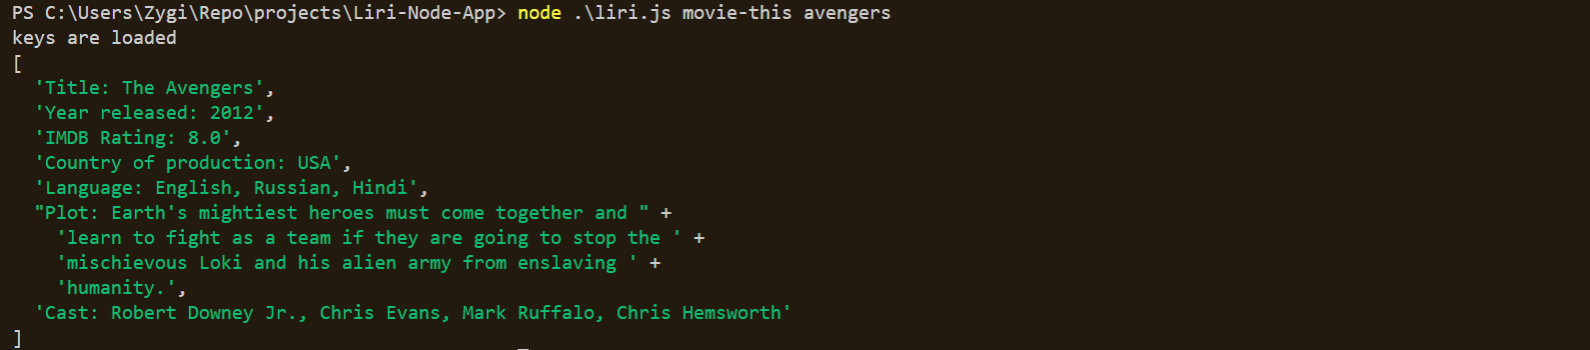 PS C:\Users\Zygi\Repo\projects\Liri-Node-App> node .\liri.js movie-this avengers
keys are loaded
[
  'Title: The Avengers',
  'Year released: 2012',
  'IMDB Rating: 8.0',
  'Country of production: USA',
  'Language: English, Russian, Hindi',
  "Plot: Earth's mightiest heroes must come together and " +
    'learn to fight as a team if they are going to stop the ' +
    'mischievous Loki and his alien army from enslaving ' +
    'humanity.',
  'Cast: Robert Downey Jr., Chris Evans, Mark Ruffalo, Chris Hemsworth'
]